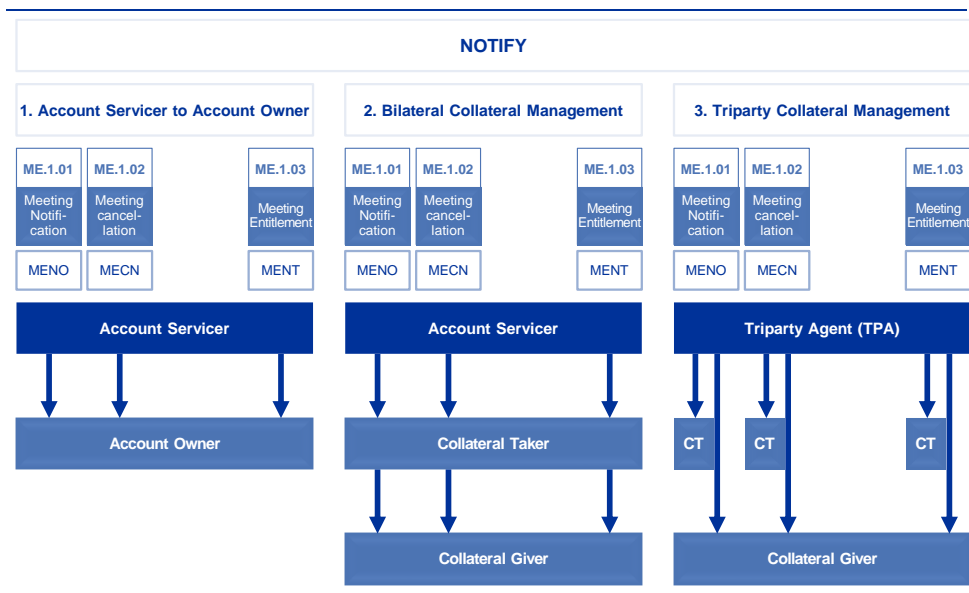 NOTIFY
1. Account Servicer to Account Owner
2. Bilateral Collateral Management
3. Triparty Collateral Management
ME.1.01
ME.1.02
ME.1.03
ME.1.01
ME.1.02
ME.1.03
ME.1.01
ME.1.02
ME.1.03
Meeting
Notifi-
cation
Meeting
cancel-
lation
Meeting
Entitlement
Meeting
Notifi-
cation
Meeting
cancel-
lation
Meeting
Entitlement
Meeting
Notifi-
cation
Meeting
cancel-
lation
Meeting
Entitlement
MENO
MECN
MENT
MENO
MECN
MENT
MENO
MECN
MENT
Account Servicer
Account Servicer
Triparty Agent (TPA)
Account Owner
Collateral Taker
CT
CT
CT
Collateral Giver
Collateral Giver